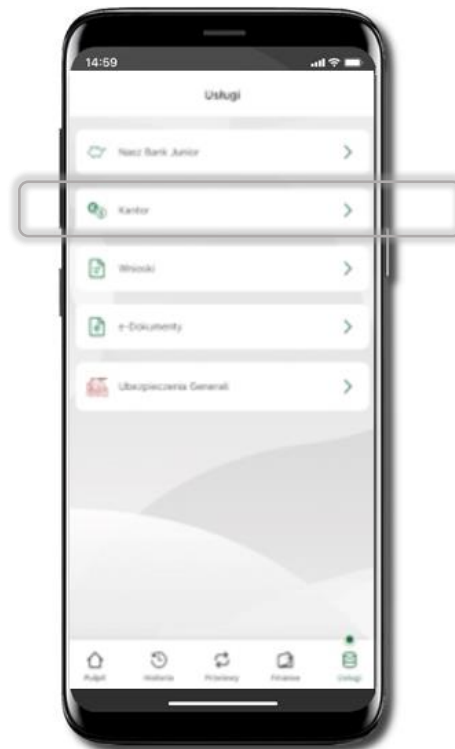 14:59
Usługi
Nasz Bank Junior
Kantor
Wnioski
e-Dokumenty
Ubezpieczenia Generali
Pulpit
Historia
Przelewy
Finanse
Usługi